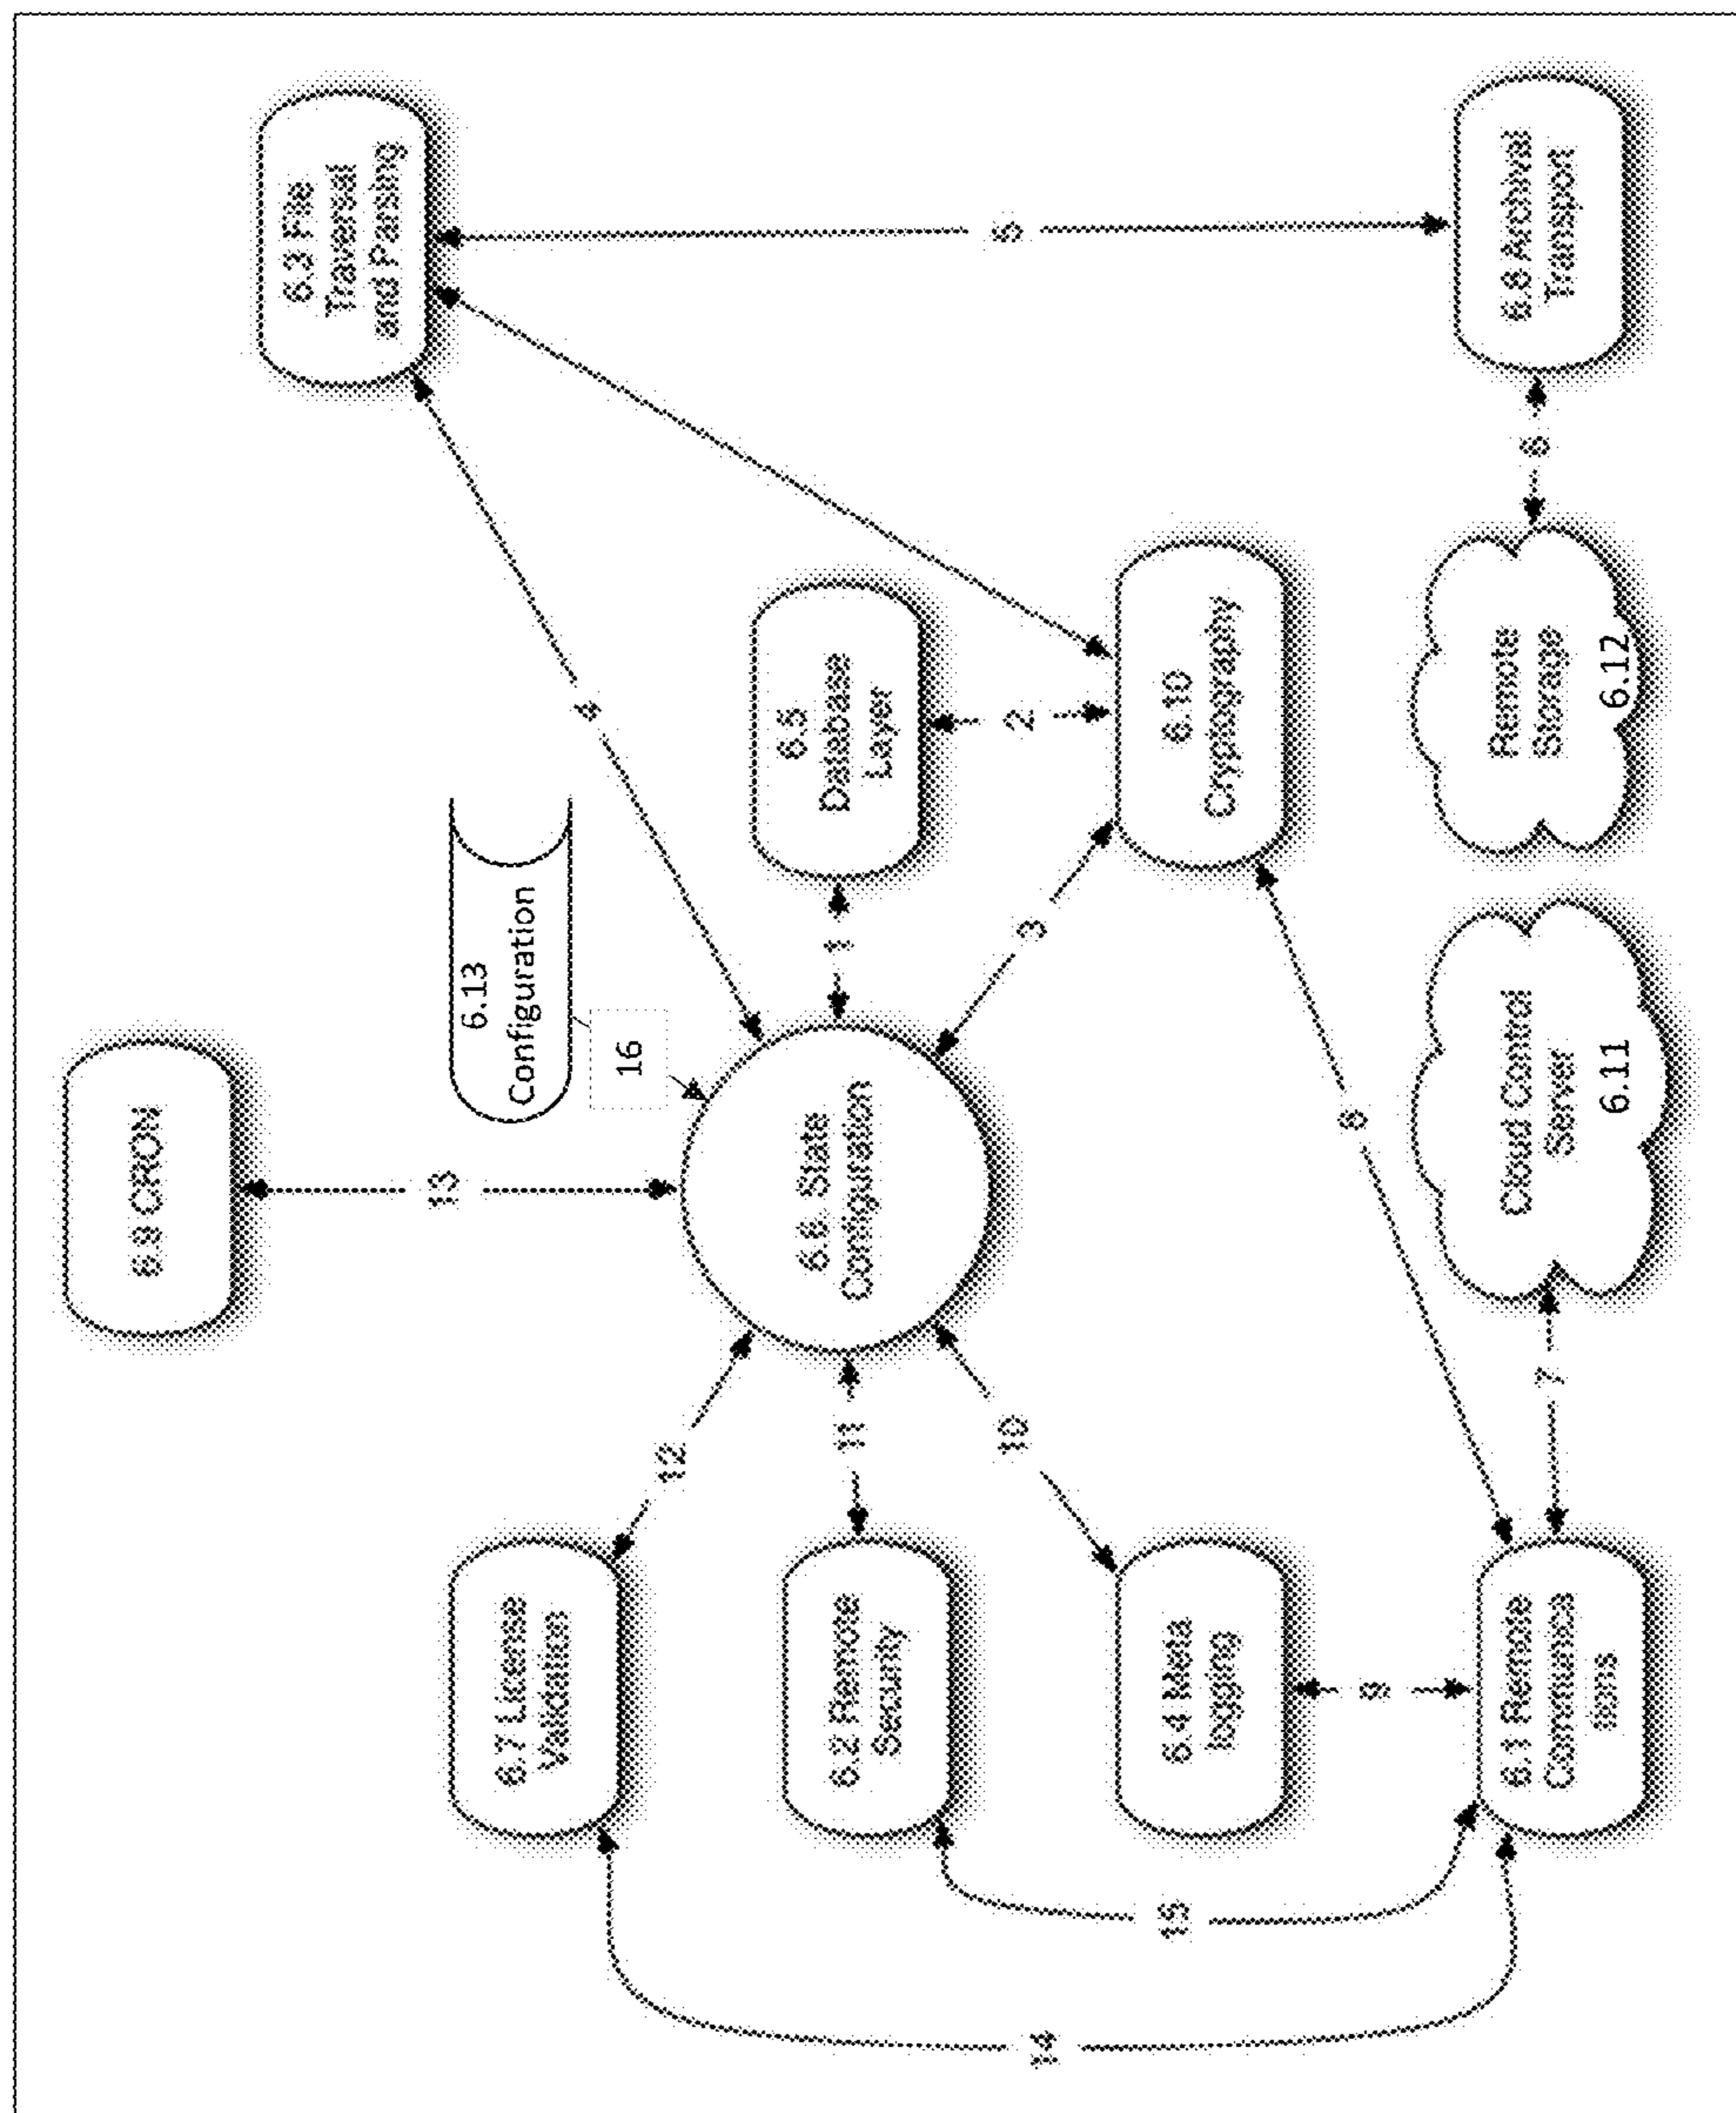 6.9 CRON
6.3 File
Traversal
and Parsing
13
6.13
Configuration
6.7 License
Validation
12
16
4
6.2 Remote
Security
11
6.6 State
Configuration
1
6.5
Database
Layer
5
10
3
2
6.4 Meta
logging
6.10
Cryptography
14
15
9
8
6.1 Remote
Communica
tions
7
Cloud Control
Server
6.11
Remote
Storage
6.12
6
6.8 Archival
Transport